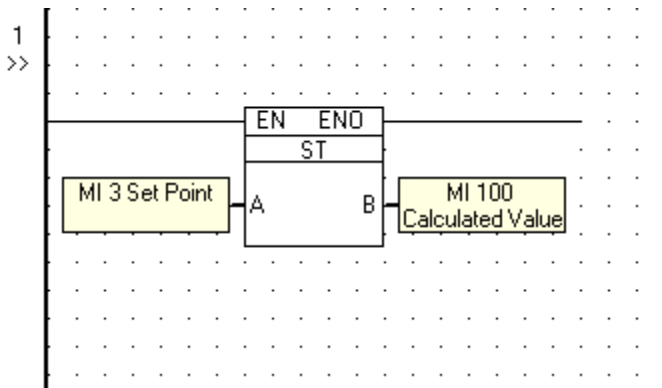 1
>>
EN ENO
ST
MI 3 Set Point
A
B
MI 100
Calculated Value